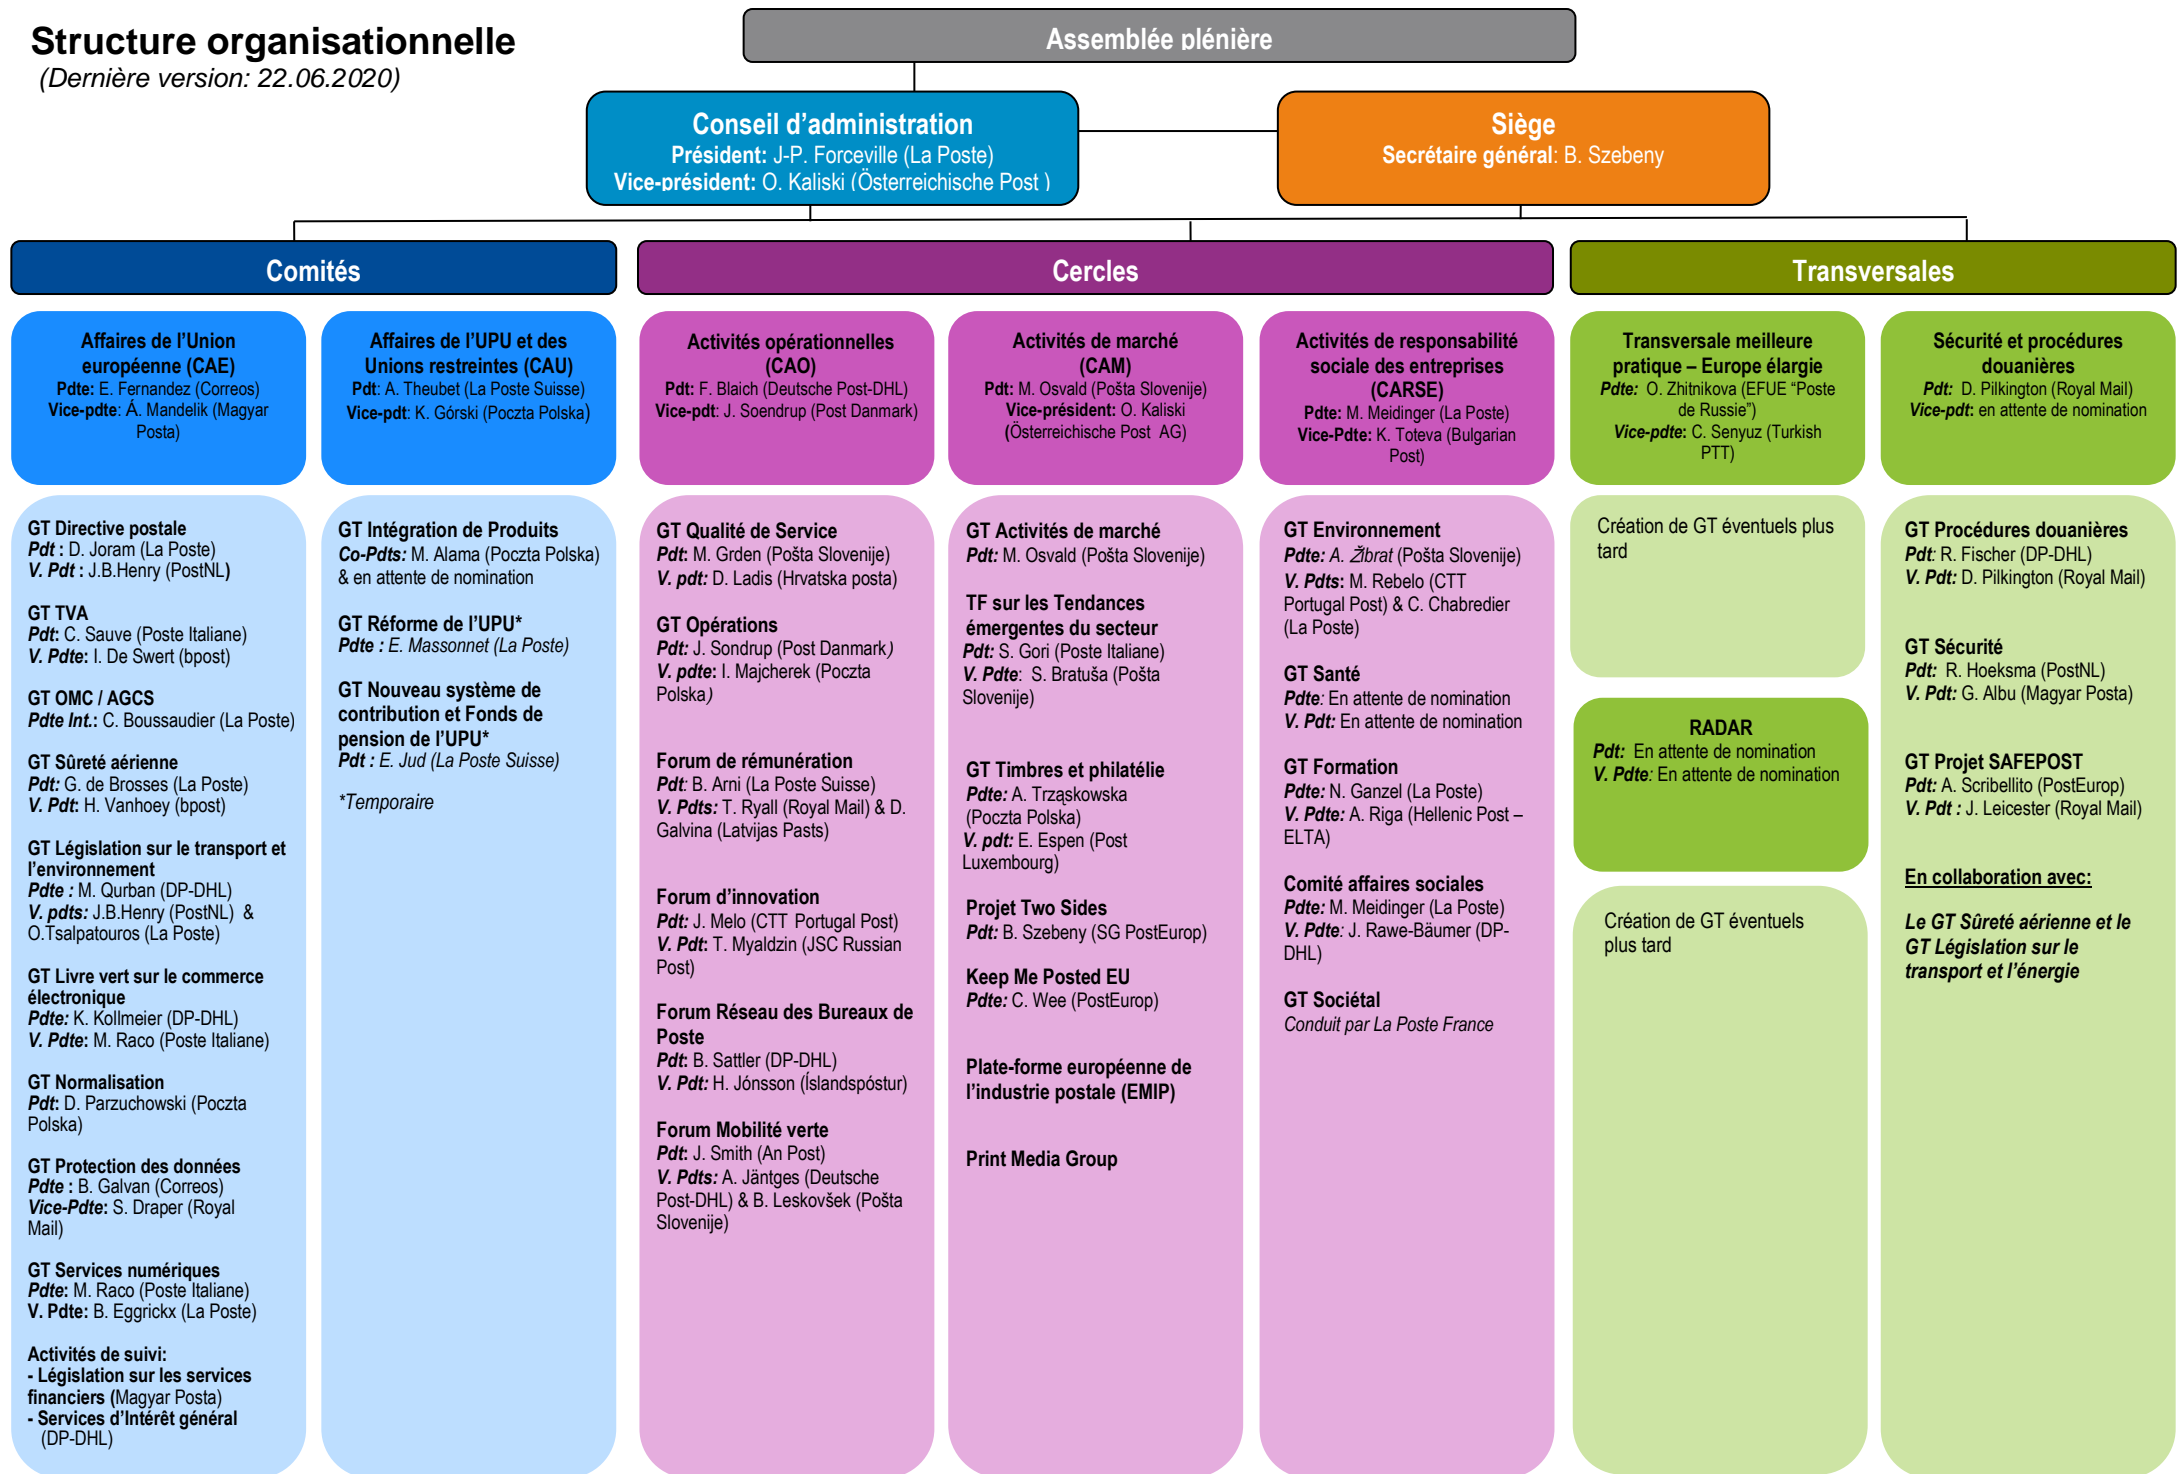 Structure organisationnelle
(Dernière version: 22.06.2020)
Assemblée plénière
Conseil d’administration
Président: J-P. Forceville (La Poste)
Vice-président: O. Kaliski (Österreichische Post )
Siège
Secrétaire général: B. Szebeny
Comités
Cercles
Transversales
Affaires de l’Union
européenne (CAE)
Pdte: E. Fernandez (Correos)
Vice-pdte: Á. Mandelik (Magyar
Posta)
Affaires de l’UPU et des
Unions restreintes (CAU)
Pdt: A. Theubet (La Poste Suisse)
Vice-pdt: K. Górski (Poczta Polska)
Activités opérationnelles
(CAO)
Pdt: F. Blaich (Deutsche Post-DHL)
Vice-pdt: J. Soendrup (Post Danmark)
Activités de marché
(CAM)
Pdt: M. Osvald (Pošta Slovenije)
Vice-président: O. Kaliski
(Österreichische Post AG)
Activités de responsabilité
sociale des entreprises
(CARSE)
Pdte: M. Meidinger (La Poste)
Vice-Pdte: K. Toteva (Bulgarian
Post)
Transversale meilleure
pratique – Europe élargie
Pdte: O. Zhitnikova (EFUE “Poste
de Russie”)
Vice-pdte: C. Senyuz (Turkish
PTT)
Sécurité et procédures
douanières
Pdt: D. Pilkington (Royal Mail)
Vice-pdt: en attente de nomination
GT Directive postale
Pdt : D. Joram (La Poste)
V. Pdt : J.B.Henry (PostNL)
GT TVA
Pdt: C. Sauve (Poste Italiane)
V. Pdte: I. De Swert (bpost)
GT OMC / AGCS
Pdte Int.: C. Boussaudier (La Poste)
GT Sûreté aérienne
Pdt: G. de Brosses (La Poste)
V. Pdt: H. Vanhoey (bpost)
GT Législation sur le transport et
l’environnement
Pdte : M. Qurban (DP-DHL)
V. pdts: J.B.Henry (PostNL) &
O.Tsalpatouros (La Poste)
GT Livre vert sur le commerce
électronique
Pdte: K. Kollmeier (DP-DHL)
V. Pdte: M. Raco (Poste Italiane)
GT Normalisation
Pdt: D. Parzuchowski (Poczta
Polska)
GT Protection des données
Pdte : B. Galvan (Correos)
Vice-Pdte: S. Draper (Royal
Mail)
GT Services numériques
Pdte: M. Raco (Poste Italiane)
V. Pdte: B. Eggrickx (La Poste)
Activités de suivi:
- Législation sur les services
financiers (Magyar Posta)
- Services d’Intérêt général
(DP-DHL)
GT Intégration de Produits
Co-Pdts: M. Alama (Poczta Polska)
& en attente de nomination
GT Réforme de l’UPU*
Pdte : E. Massonnet (La Poste)
GT Nouveau système de
contribution et Fonds de
pension de l’UPU*
Pdt : E. Jud (La Poste Suisse)
*Temporaire
GT Qualité de Service
Pdt: M. Grden (Pošta Slovenije)
V. pdt: D. Ladis (Hrvatska posta)
GT Opérations
Pdt: J. Sondrup (Post Danmark)
V. pdte: I. Majcherek (Poczta
Polska)
Forum de rémunération
Pdt: B. Arni (La Poste Suisse)
V. Pdts: T. Ryall (Royal Mail) & D.
Galvina (Latvijas Pasts)
Forum d’innovation
Pdt: J. Melo (CTT Portugal Post)
V. Pdt: T. Myaldzin (JSC Russian
Post)
Forum Réseau des Bureaux de
Poste
Pdt: B. Sattler (DP-DHL)
V. Pdt: H. Jónsson (Íslandspóstur)
Forum Mobilité verte
Pdt: J. Smith (An Post)
V. Pdts: A. Jäntges (Deutsche
Post-DHL) & B. Leskovšek (Pošta
Slovenije)
GT Activités de marché
Pdt: M. Osvald (Pošta Slovenije)
TF sur les Tendances
émergentes du secteur
Pdt: S. Gori (Poste Italiane)
V. Pdte: S. Bratuša (Pošta
Slovenije)
GT Timbres et philatélie
Pdte: A. Trząskowska
(Poczta Polska)
V. pdt: E. Espen (Post
Luxembourg)
Projet Two Sides
Pdt: B. Szebeny (SG PostEurop)
Keep Me Posted EU
Pdte: C. Wee (PostEurop)
Plate-forme européenne de
l’industrie postale (EMIP)
Print Media Group
GT Environnement
Pdte: A. Žibrat (Pošta Slovenije)
V. Pdts: M. Rebelo (CTT
Portugal Post) & C. Chabredier
(La Poste)
GT Santé
Pdte: En attente de nomination
V. Pdt: En attente de nomination
GT Formation
Pdte: N. Ganzel (La Poste)
V. Pdte: A. Riga (Hellenic Post –
ELTA)
Comité affaires sociales
Pdte: M. Meidinger (La Poste)
V. Pdte: J. Rawe-Bäumer (DP-
DHL)
GT Sociétal
Conduit par La Poste France
Création de GT éventuels plus
tard
RADAR
Pdt: En attente de nomination
V. Pdte: En attente de nomination
Création de GT éventuels
plus tard
GT Procédures douanières
Pdt: R. Fischer (DP-DHL)
V. Pdt: D. Pilkington (Royal Mail)
GT Sécurité
Pdt: R. Hoeksma (PostNL)
V. Pdt: G. Albu (Magyar Posta)
GT Projet SAFEPOST
Pdt: A. Scribellito (PostEurop)
V. Pdt : J. Leicester (Royal Mail)
En collaboration avec:
Le GT Sûreté aérienne et le
GT Législation sur le
transport et l’énergie